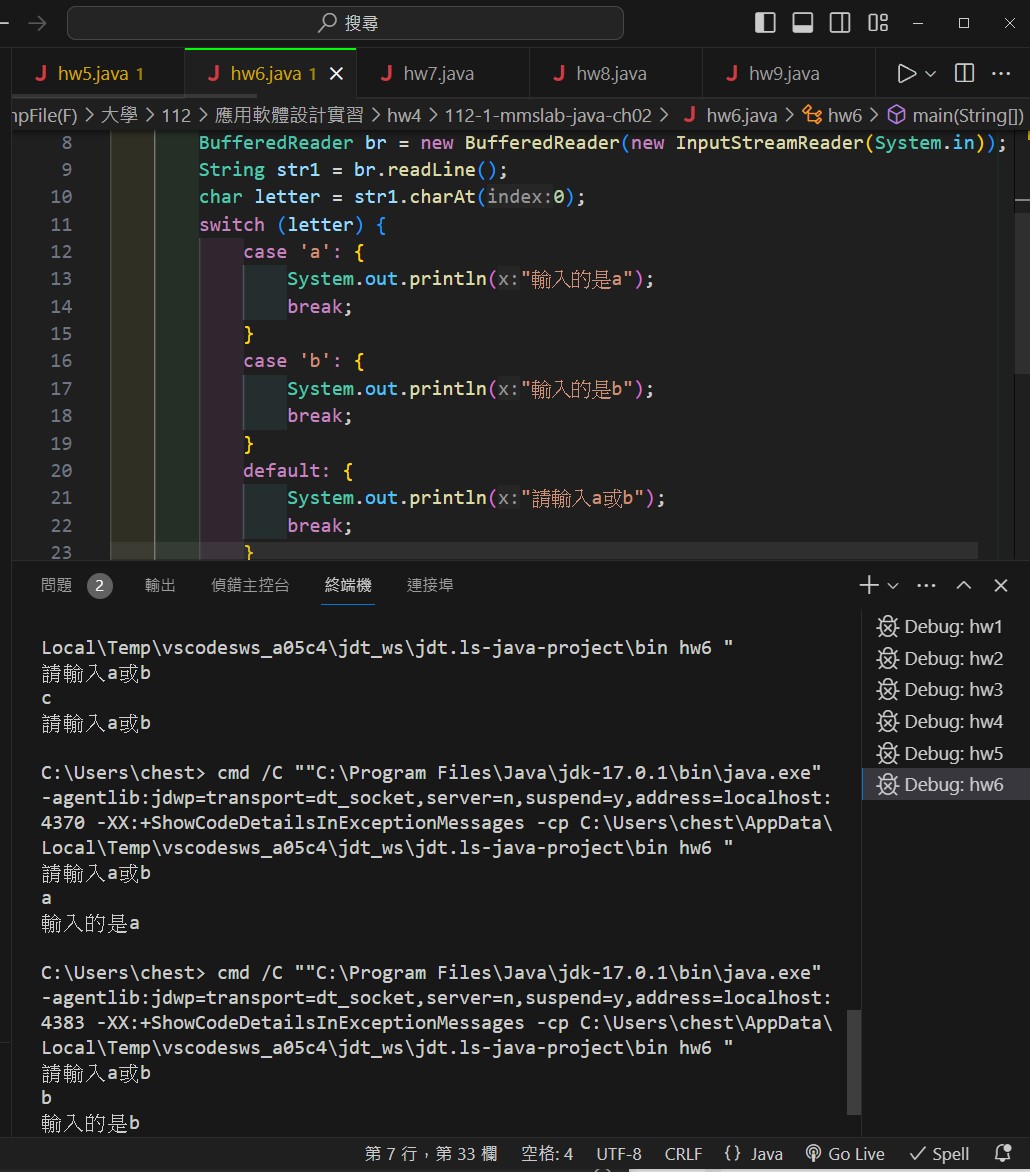 搜尋
hw5.java 1
hw6.java 1
hw7.java
hw8.java
hw9.java
npFile(F) > 大學 > 112 > 應用軟體設計實習 > hw4 > 112-1-mmslab-java-ch02 > J hw6.java > hw6 > main(String[])
8 BufferedReader br = new BufferedReader(new InputStreamReader(System.in));
9 String str1 = br.readLine();
10 char letter = str1.charAt(index:0);
11 switch (letter) {
12 case 'a': {
13 System.out.println(x:"輸入的是a");
14 break;
15 }
16 case 'b': {
17 System.out.println(x:"輸入的是b");
18 break;
19 }
20 default: {
21 System.out.println(x:"請輸入a或b");
22 break;
23 }
問題 2 輸出 偵錯主控台 終端機 連接埠
Local\Temp\vscodesws_a05c4\jdt_ws\jdt.ls-java-project\bin hw6 "
請輸入a或b
c
請輸入a或b
C:\Users\chest> cmd /C ""C:\Program Files\Java\jdk-17.0.1\bin\java.exe"
-agentlib:jdwp=transport=dt_socket,server=n,suspend=y,address=localhost:
4370 -XX:+ShowCodeDetailsInExceptionMessages -cp C:\Users\chest\AppData\
Local\Temp\vscodesws_a05c4\jdt_ws\jdt.ls-java-project\bin hw6 "
請輸入a或b
a
輸入的是a
C:\Users\chest> cmd /C ""C:\Program Files\Java\jdk-17.0.1\bin\java.exe"
-agentlib:jdwp=transport=dt_socket,server=n,suspend=y,address=localhost:
4383 -XX:+ShowCodeDetailsInExceptionMessages -cp C:\Users\chest\AppData\
Local\Temp\vscodesws_a05c4\jdt_ws\jdt.ls-java-project\bin hw6 "
請輸入a或b
b
輸入的是b
Debug: hw1
Debug: hw2
Debug: hw3
Debug: hw4
Debug: hw5
Debug: hw6
第 7 行，第 33 欄 空格: 4 UTF-8 CRLF {} Java Go Live Spell